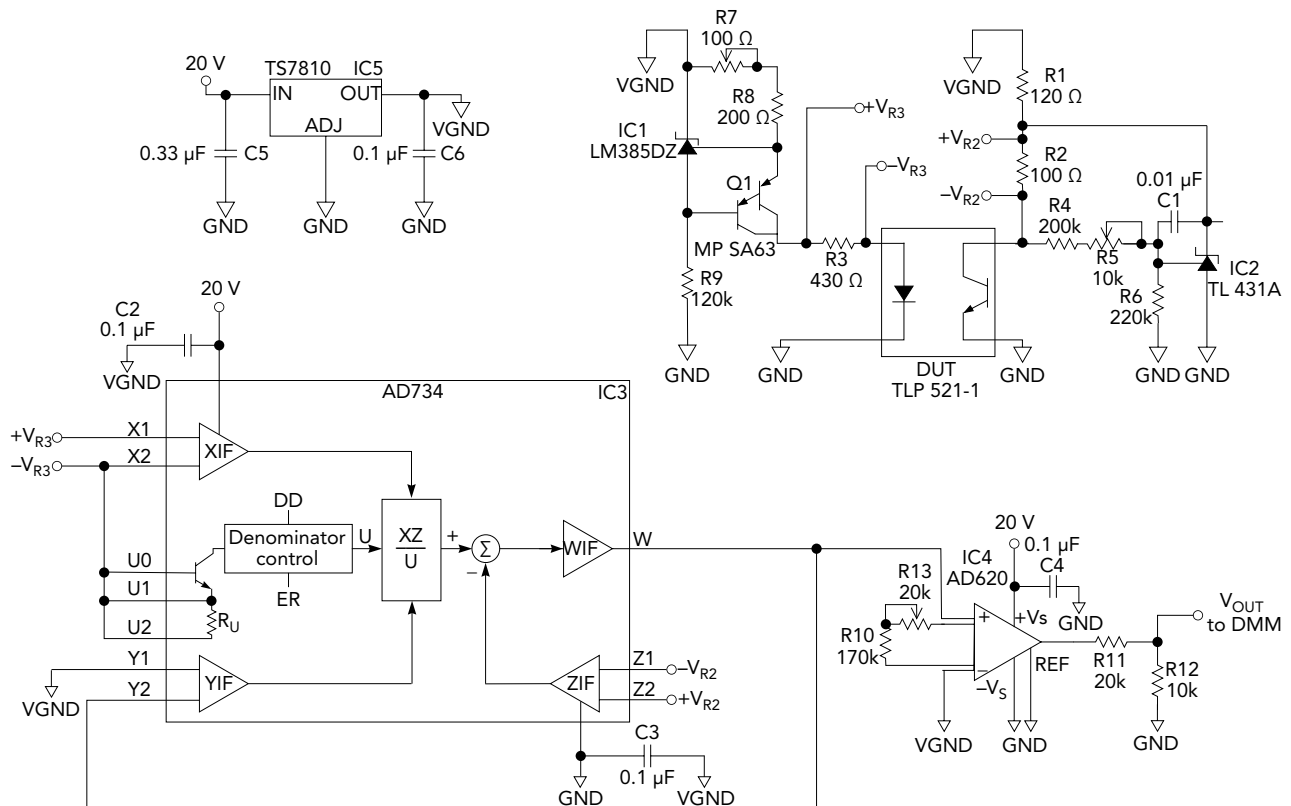 20 V
TS7810 IC5
IN OUT
ADJ
VGND
0.33 µF C5
0.1 µF C6
GND
GND
GND
VGND
R7
100 Ω
R8
200 Ω
IC1
LM385DZ
Q1
MP SA63
R9
120k
GND
+VR3
−VR3
R3
430 Ω
GND
DUT
TLP 521-1
GND
VGND
R1
120 Ω
+VR2
R2
100 Ω
−VR2
R4
200k
R5
10k
0.01 µF
C1
R6
220k
IC2
TL 431A
GND
GND
20 V
C2
0.1 µF
VGND
AD734
IC3
+VR3
X1
−VR3
X2
XIF
DD
Denominator
control
ER
U
U0
U1
U2
RU
XZ
U
+
Σ
−
WIF
W
Y1
Y2
YIF
VGND
ZIF
Z1
−VR2
Z2
+VR2
C3
0.1 µF
GND
VGND
20 V
0.1 µF
C4
GND
IC4
AD620
R13
20k
R10
170k
+
+Vs
−
−VS
REF
VGND
GND
R11
20k
R12
10k
GND
VOUT
to DMM